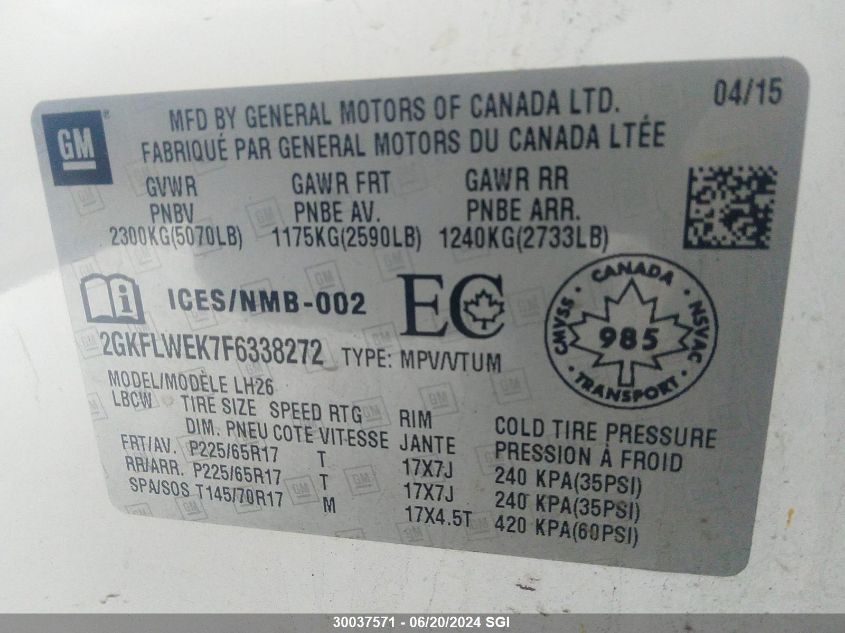 GM
MFD BY GENERAL MOTORS OF CANADA LTD. 04/15
FABRIQUÉ PAR GENERAL MOTORS DU CANADA LTÉE
GVWR GAWR FRT GAWR RR
PNBV PNBE AV. PNBE ARR.
2300KG(5070LB) 1175KG(2590LB) 1240KG(2733LB)
i ICES/NMB-002 EC
CANADA
CMVSS 985 NSVAC
TRANSPORT
2GKFLWEK7F6338272 TYPE: MPV/VTUM
MODEL/MODÈLE LH26
LBCW TIRE SIZE SPEED RTG RIM COLD TIRE PRESSURE
DIM. PNEU COTE VITESSE JANTE PRESSION À FROID
FRT/AV. P225/65R17 T 17X7J 240 KPA(35PSI)
RR/ARR. P225/65R17 T 17X7J 240 KPA(35PSI)
SPA/SOS T145/70R17 M 17X4.5T 420 KPA(60PSI)
30037571 - 06/20/2024 SGI